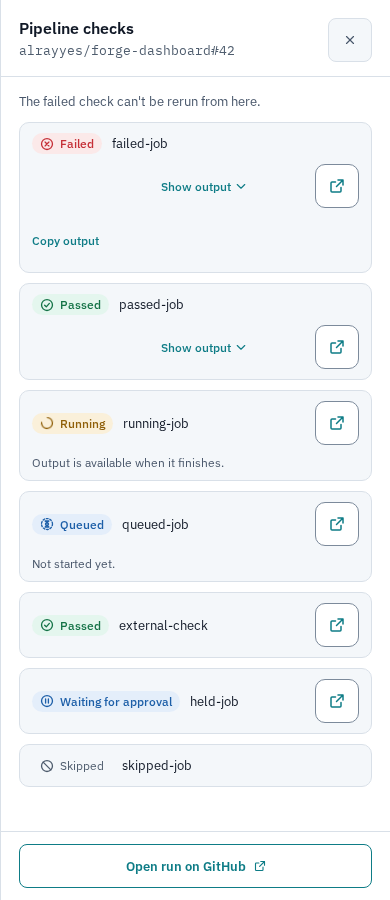 Pipeline checks
alrayyes/forge-dashboard#42
The failed check can't be rerun from here.
Failed failed-job
Show output
Copy output
Passed passed-job
Show output
Running running-job
Output is available when it finishes.
Queued queued-job
Not started yet.
Passed external-check
Waiting for approval held-job
Skipped skipped-job
Open run on GitHub